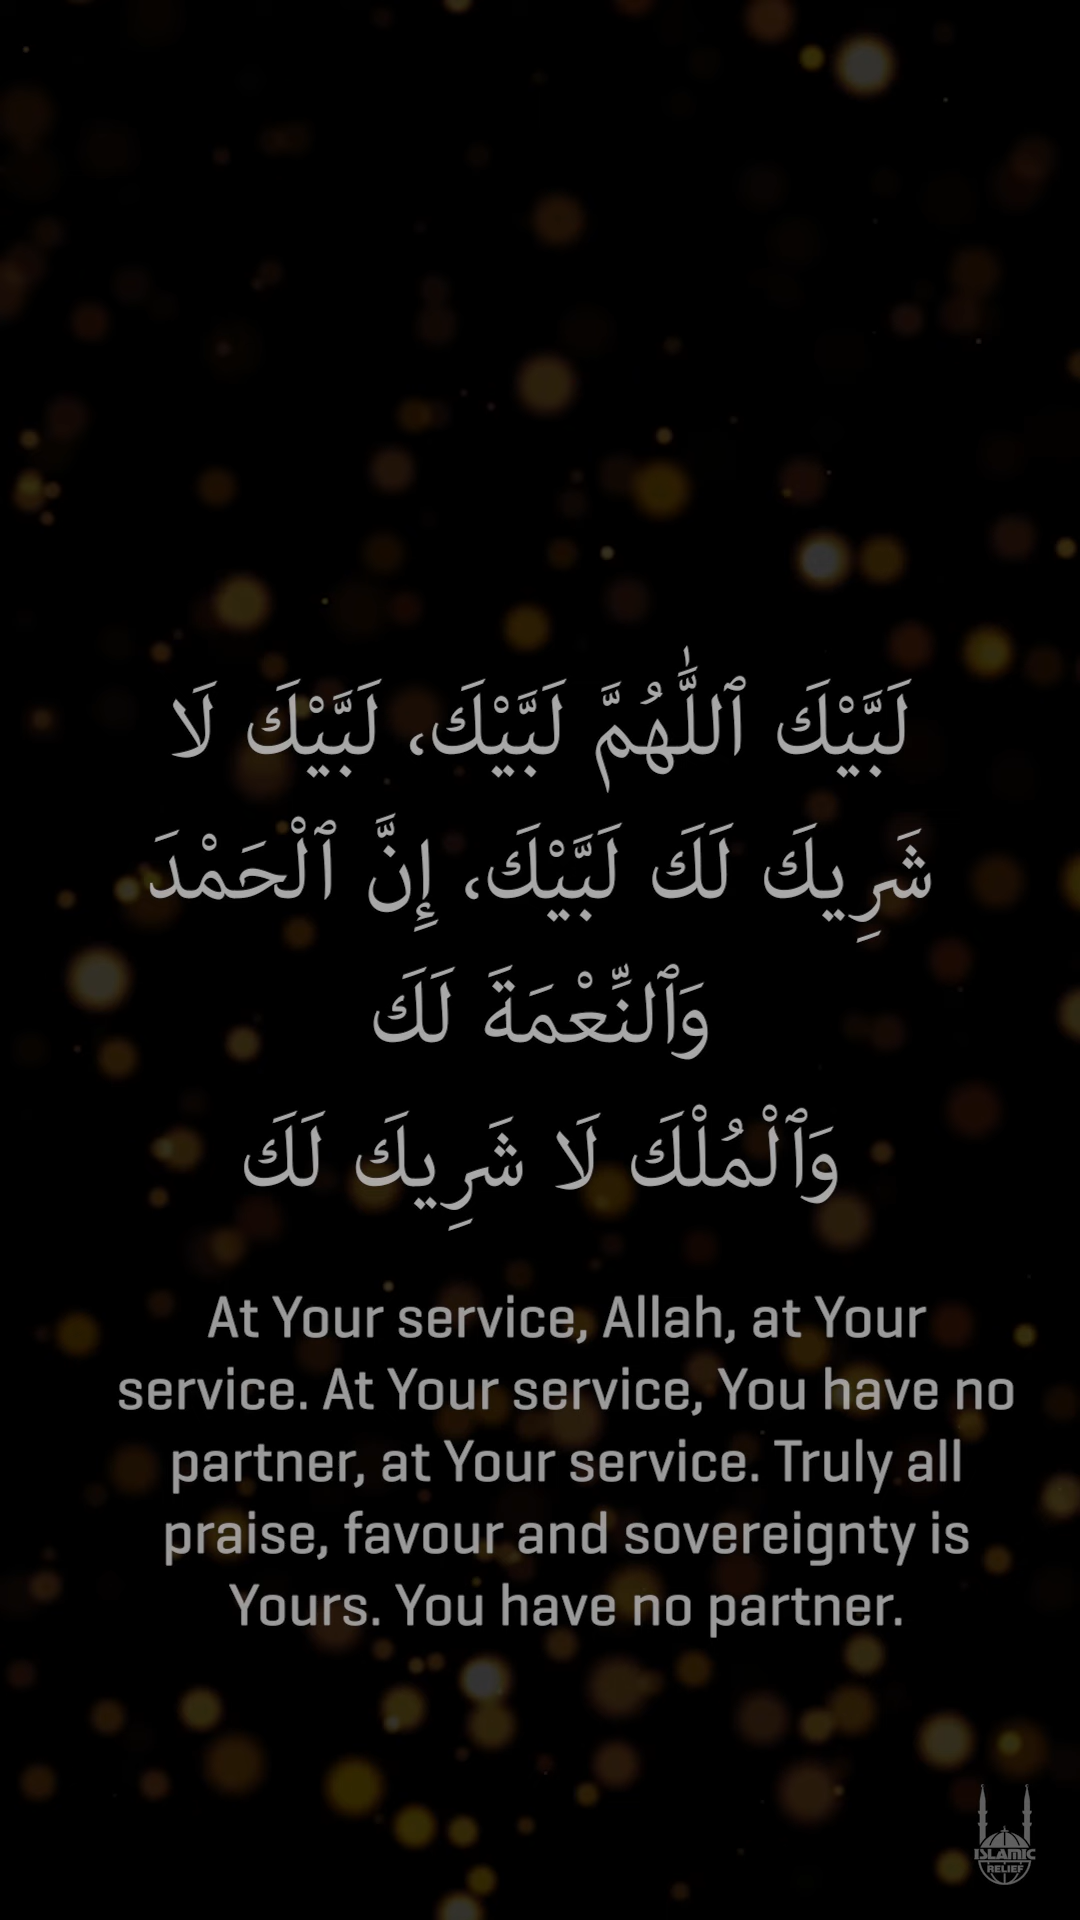 لَبَّيْكَ ٱللَّٰهُمَّ لَبَّيْكَ، لَبَّيْكَ لَا
شَرِيكَ لَكَ لَبَّيْكَ، إِنَّ ٱلْحَمْدَ
وَٱلنِّعْمَةَ لَكَ
وَٱلْمُلْكَ لَا شَرِيكَ لَكَ
At Your service, Allah, at Your
service. At Your service, You have no
partner, at Your service. Truly all
praise, favour and sovereignty is
Yours. You have no partner.
ISLAMIC
RELIEF